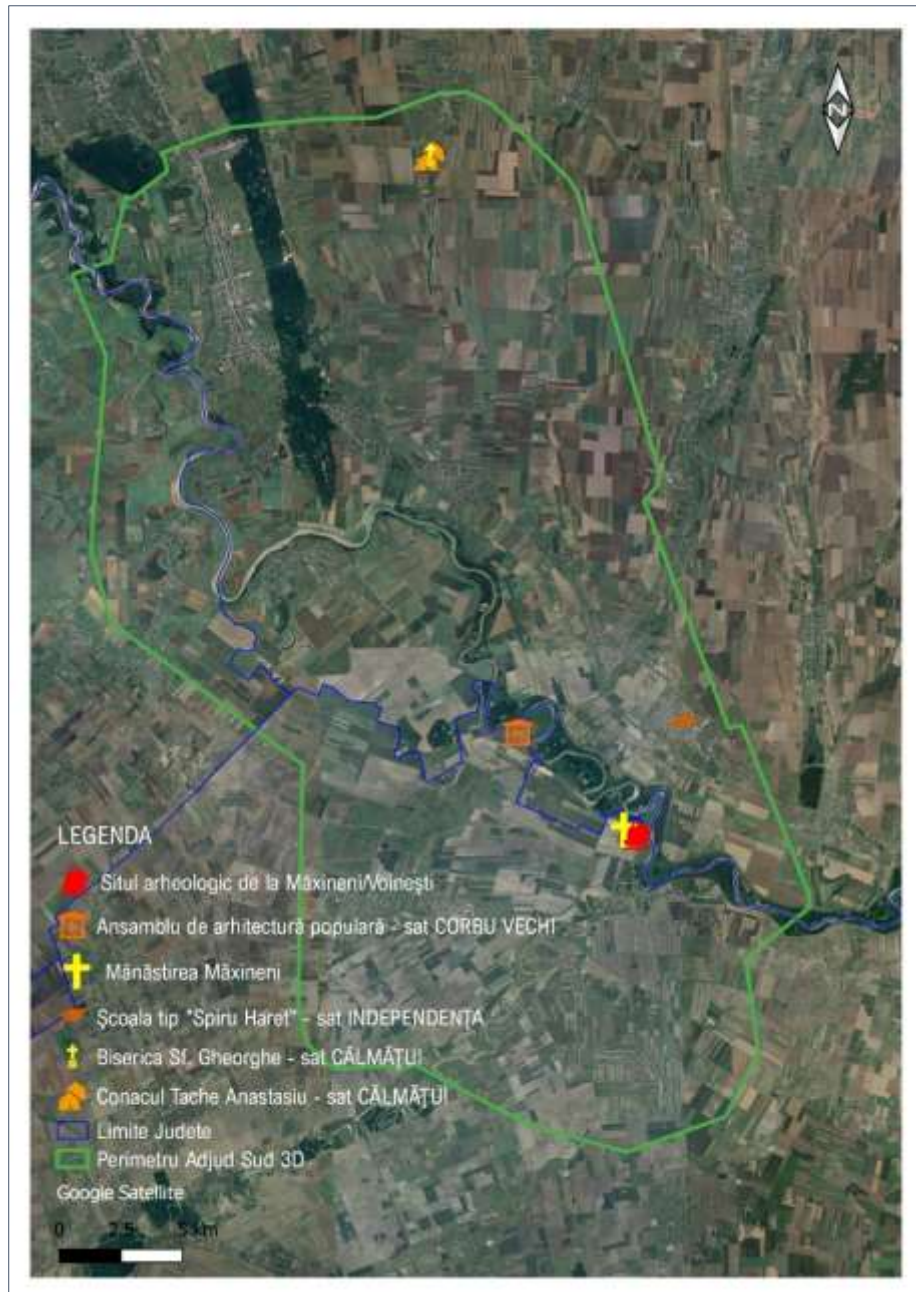 N
LEGENDA
Situl arheologic de la Măxineni/Voinești
Ansamblu de arhitectură populară - sat CORBU VECHI
Mănăstirea Măxineni
Școala tip "Spiru Haret" - sat INDEPENDENȚA
Biserica Sf. Gheorghe - sat CĂLMĂȚUI
Conacul Tache Anastasiu - sat CĂLMĂȚUI
Limite Județe
Perimetru Adjud Sud 3D
Google Satellite
0 2.5 5 km